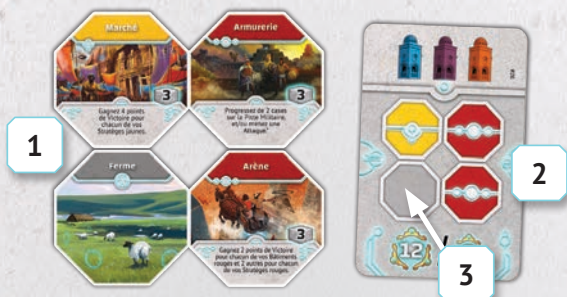 Marché
3
Gagnez 4 points
de Victoire pour
chacun de vos
Stratèges jaunes.
Armurerie
3
Progressez de 2 cases
sur la Piste Militaire,
et/ou menez une
Attaque*
1
Ferme
Arène
3
Gagnez 2 points de Victoire
pour chacun de vos Bâtiments
rouges et 2 autres pour chacun
de vos Stratèges rouges.
2
12 /
3